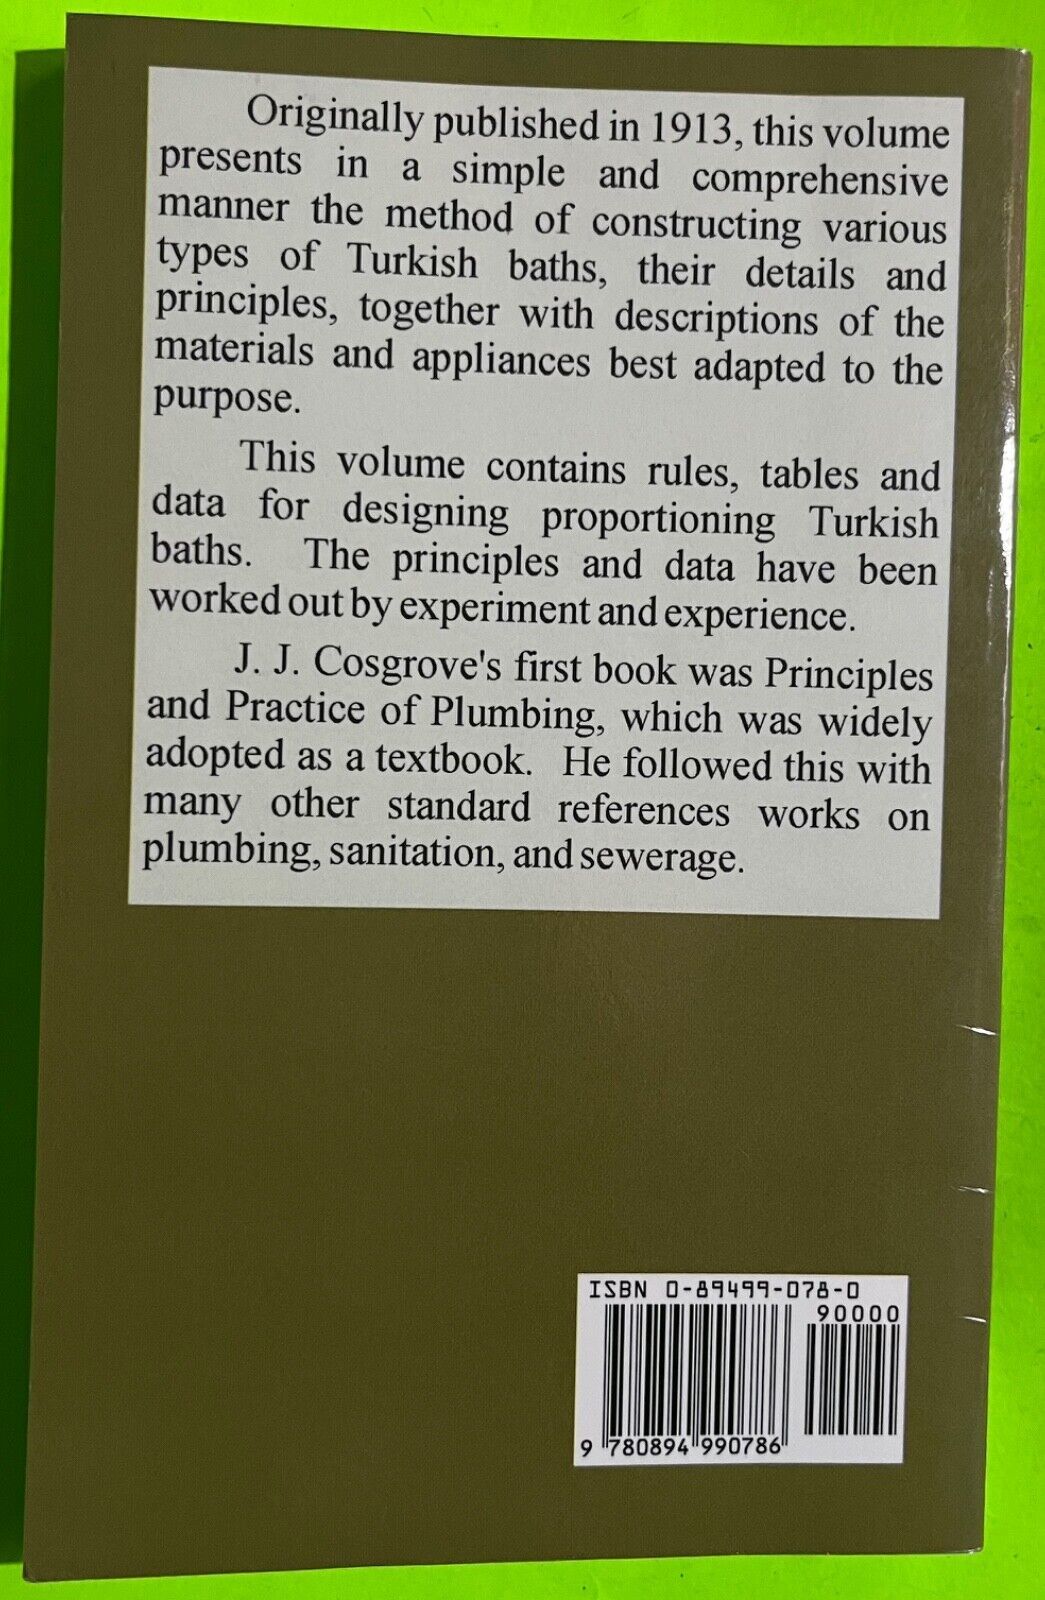 Originally published in 1913, this volume
presents in a simple and comprehensive
manner the method of constructing various
types of Turkish baths, their details and
principles, together with descriptions of the
materials and appliances best adapted to the
purpose.
This volume contains rules, tables and
data for designing proportioning Turkish
baths. The principles and data have been
worked out by experiment and experience.
J. J. Cosgrove's first book was Principles
and Practice of Plumbing, which was widely
adopted as a textbook. He followed this with
many other standard references works on
plumbing, sanitation, and sewerage.
ISBN 0-89499-078-0
90000
9 780894 990786